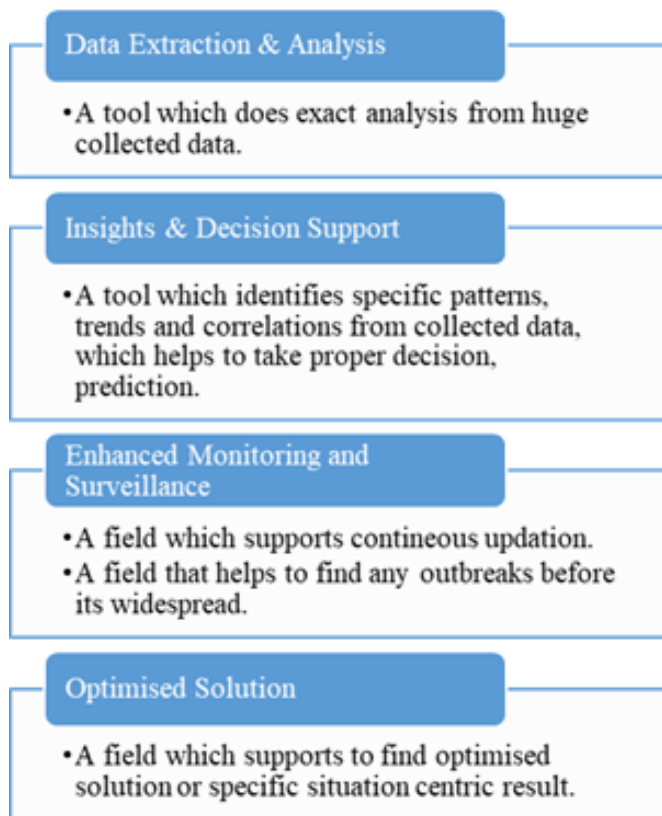 Data Extraction & Analysis
•A tool which does exact analysis from huge
collected data.
Insights & Decision Support
•A tool which identifies specific patterns,
trends and correlations from collected data,
which helps to take proper decision,
prediction.
Enhanced Monitoring and
Surveillance
•A field which supports contineous updation.
•A field that helps to find any outbreaks before
its widespread.
Optimised Solution
•A field which supports to find optimised
solution or specific situation centric result.